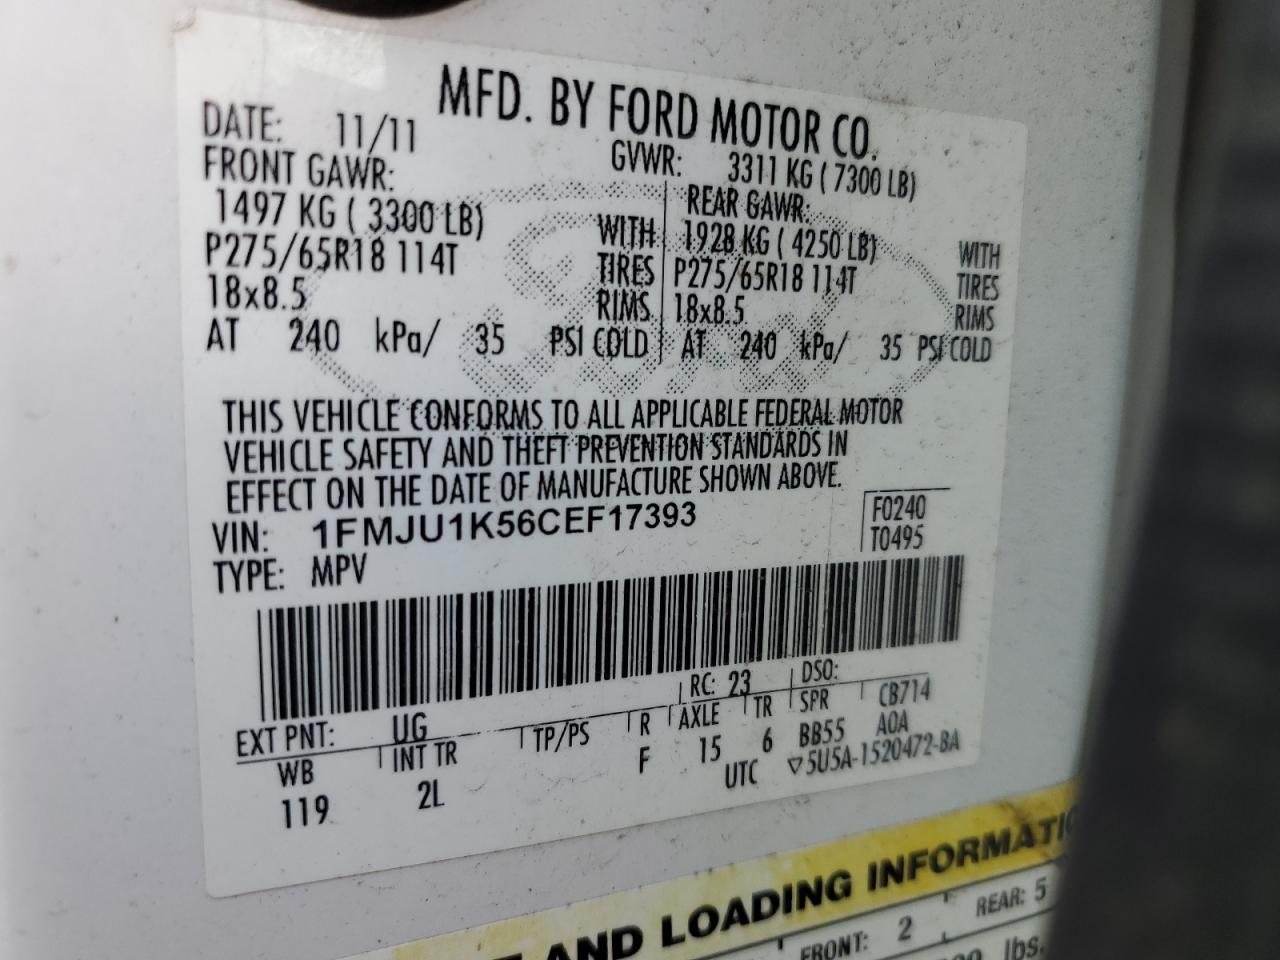 MFD. BY FORD MOTOR CO.
DATE: 11/11 GVWR: 3311 KG ( 7300 LB)
FRONT GAWR: REAR GAWR:
1497 KG ( 3300 LB) WITH 1928 KG ( 4250 LB) WITH
P275/65R18 114T TIRES P275/65R18 114T TIRES
18x8.5 RIMS 18x8.5 RIMS
AT 240 kPa/ 35 PSI COLD AT 240 kPa/ 35 PSI COLD
THIS VEHICLE CONFORMS TO ALL APPLICABLE FEDERAL MOTOR
VEHICLE SAFETY AND THEFT PREVENTION STANDARDS IN
EFFECT ON THE DATE OF MANUFACTURE SHOWN ABOVE.
VIN: 1FMJU1K56CEF17393 F0240
TYPE: MPV T0495
RC: 23 DSO:
EXT PNT: UG CB714
WB INT TR TP/PS R AXLE TR SPR A0A
119 2L F 15 6 BB55
UTC ▽5U5A-1520472-BA
AND LOADING INFORMATI
FRONT: 2 REAR: 5
lbs.